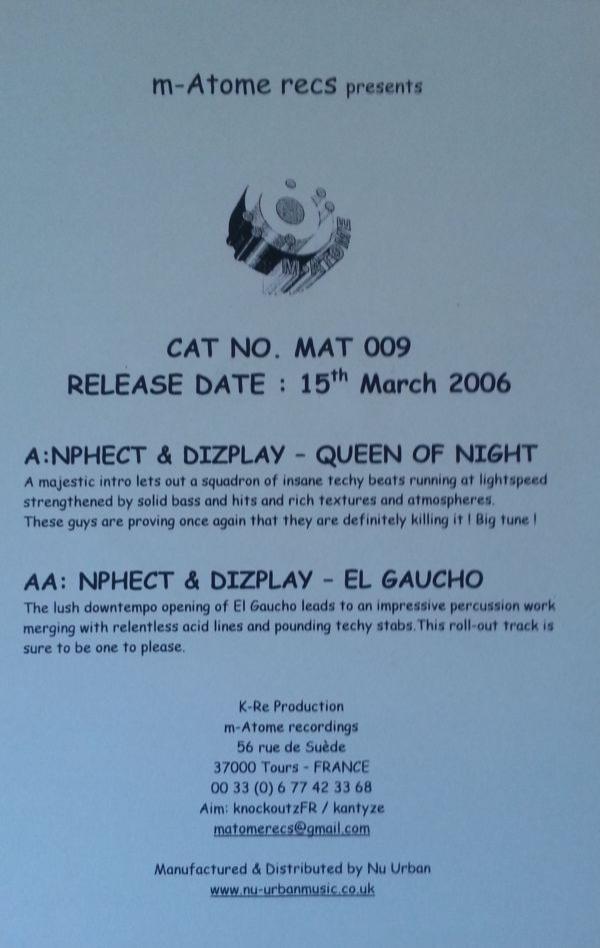 m-Atome recs presents
M-ATOME
CAT NO. MAT 009
RELEASE DATE : 15th March 2006
A:NPHECT & DIZPLAY - QUEEN OF NIGHT
A majestic intro lets out a squadron of insane techy beats running at lightspeed
strengthened by solid bass and hits and rich textures and atmospheres.
These guys are proving once again that they are definitely killing it ! Big tune !
AA: NPHECT & DIZPLAY - EL GAUCHO
The lush downtempo opening of El Gaucho leads to an impressive percussion work
merging with relentless acid lines and pounding techy stabs.This roll-out track is
sure to be one to please.
K-Re Production
m-Atome recordings
56 rue de Suède
37000 Tours - FRANCE
00 33 (0) 6 77 42 33 68
Aim: knockoutzFR / kantyze
matomerecs@gmail.com
Manufactured & Distributed by Nu Urban
www.nu-urbanmusic.co.uk